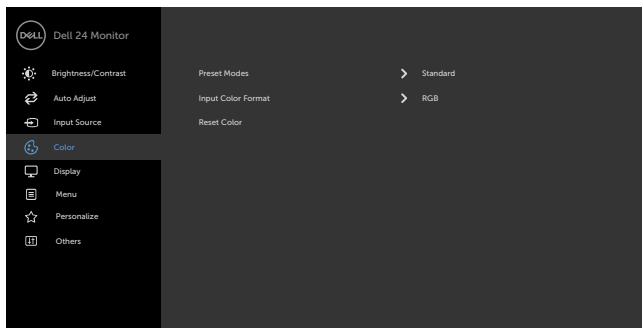 DELL Dell 24 Monitor
Brightness/Contrast Preset Modes Standard
Auto Adjust Input Color Format RGB
Input Source Reset Color
Color
Display
Menu
Personalize
Others